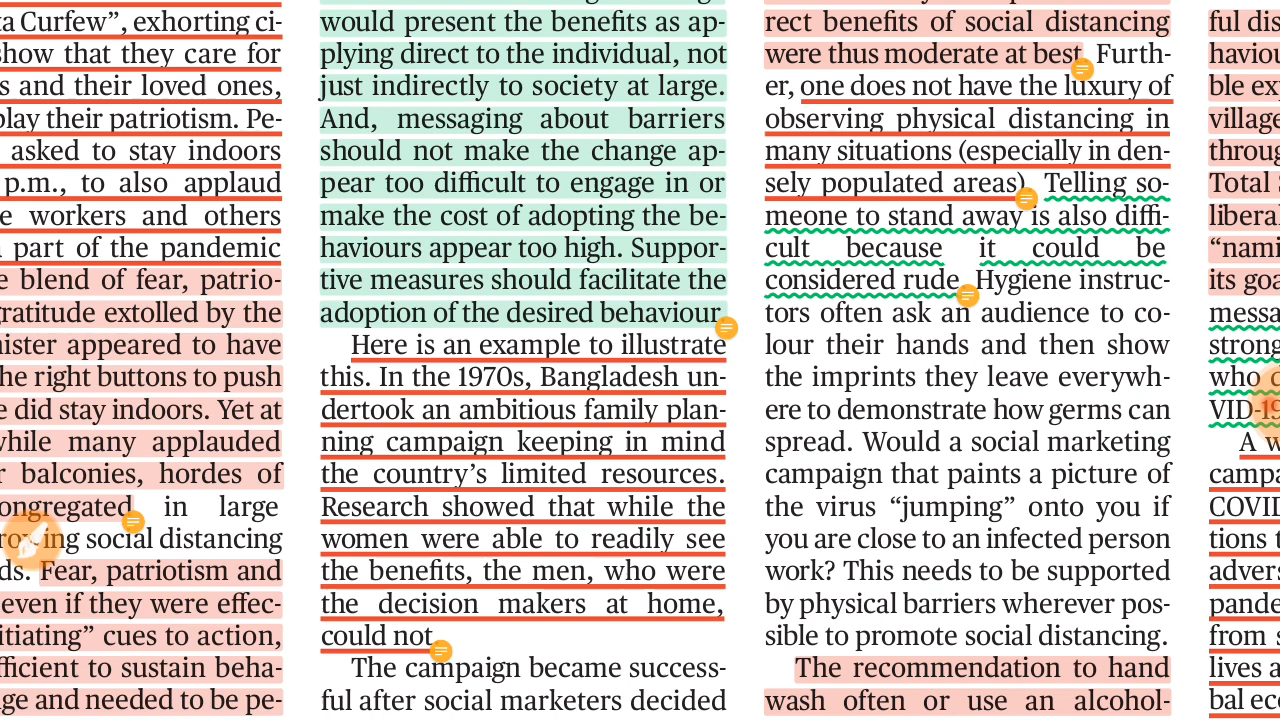 ta Curfew”, exhorting ci-
show that they care for
s and their loved ones,
play their patriotism. Pe-
asked to stay indoors
p.m., to also applaud
e workers and others
part of the pandemic
e blend of fear, patrio-
gratitude extolled by the
appeared to have
he right buttons to push
e did stay indoors. Yet at
while many applauded
balconies, hordes of
congregated in large
social distancing
Fear, patriotism and
even if they were effec-
cues to action,
to sustain beha-
and needed to be pe-
would present the benefits as ap-
plying direct to the individual, not
just indirectly to society at large.
And, messaging about barriers
should not make the change ap-
pear too difficult to engage in or
make the cost of adopting the be-
haviours appear too high. Suppor-
tive measures should facilitate the
adoption of the desired behaviour
Here is an example to illustrate
this. In the 1970s, Bangladesh un-
dertook an ambitious family plan-
ning campaign keeping in mind
the country’s limited resources.
Research showed that while the
women were able to readily see
the benefits, the men, who were
the decision makers at home,
could not
The campaign became success-
ful after social marketers decided
rect benefits of social distancing
were thus moderate at best. Furth-
er, one does not have the luxury of
observing physical distancing in
many situations (especially in den-
sely populated areas). Telling so-
meone to stand away is also diffi-
cult because it could be
considered rude. Hygiene instruc-
tors often ask an audience to co-
lour their hands and then show
the imprints they leave everywh-
ere to demonstrate how germs can
spread. Would a social marketing
campaign that paints a picture of
the virus “jumping” onto you if
you are close to an infected person
work? This needs to be supported
by physical barriers wherever pos-
sible to promote social distancing.
The recommendation to hand
wash often or use an alcohol-
ful dis
haviou
ble ex
village
throug
Total
liberal
“nami
its goa
messa
strong
who
VID-19
A w
campa
COVID
tions
advers
pande
from s
lives a
bal ec